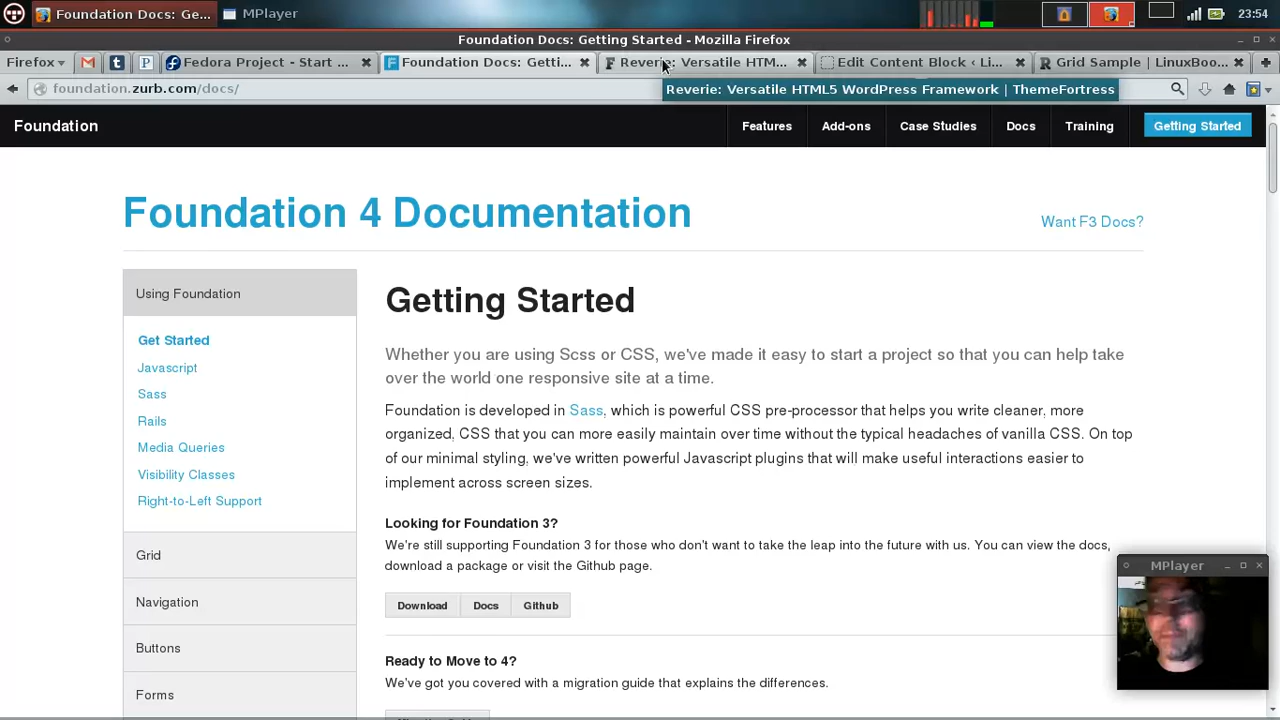 Foundation Docs: Ge...
MPlayer
23:54
Foundation Docs: Getting Started - Mozilla Firefox
Firefox
Fedora Project - Start ...
Foundation Docs: Getti...
Reverie: Versatile HTM...
Edit Content Block ‹ Li...
Grid Sample | LinuxBoo...
foundation.zurb.com/docs/
Reverie: Versatile HTML5 WordPress Framework | ThemeFortress
Foundation
Features
Add-ons
Case Studies
Docs
Training
Getting Started
Foundation 4 Documentation
Want F3 Docs?
Using Foundation
Get Started
Javascript
Sass
Rails
Media Queries
Visibility Classes
Right-to-Left Support
Grid
Navigation
Buttons
Forms
Getting Started
Whether you are using Scss or CSS, we've made it easy to start a project so that you can help take
over the world one responsive site at a time.
Foundation is developed in Sass, which is powerful CSS pre-processor that helps you write cleaner, more
organized, CSS that you can more easily maintain over time without the typical headaches of vanilla CSS. On top
of our minimal styling, we've written powerful Javascript plugins that will make useful interactions easier to
implement across screen sizes.
Looking for Foundation 3?
We're still supporting Foundation 3 for those who don't want to take the leap into the future with us. You can view the docs,
download a package or visit the Github page.
Download
Docs
Github
Ready to Move to 4?
We've got you covered with a migration guide that explains the differences.
MPlayer